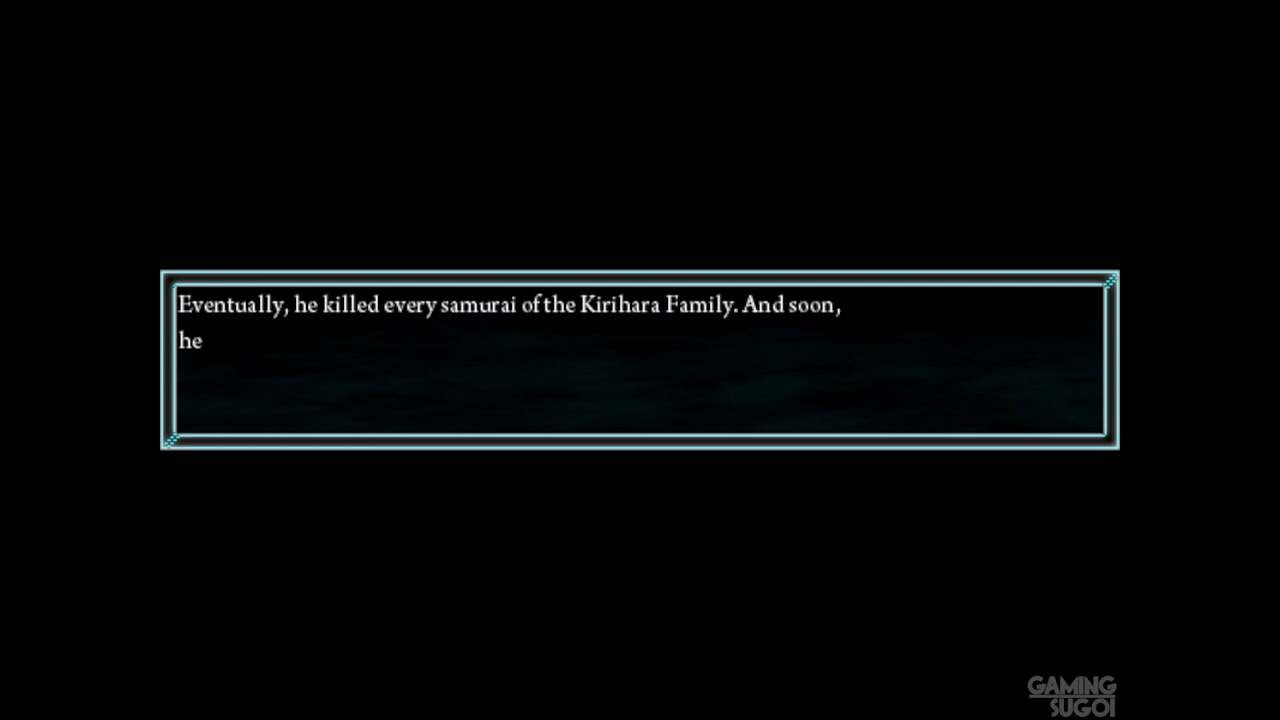 Eventually, he killed every samurai of the Kirihara Family. And soon,
he
GAMING
SUGOI